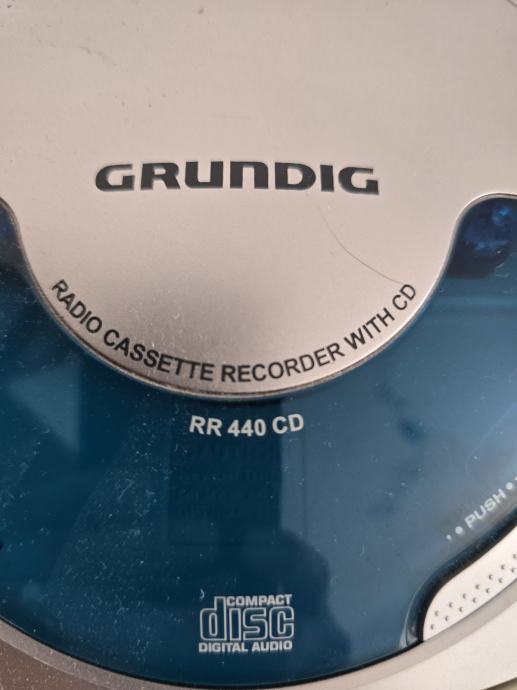 GRUNDIG
RADIO CASSETTE RECORDER WITH CD
RR 440 CD
• PUSH •
COMPACT
disc
DIGITAL AUDIO